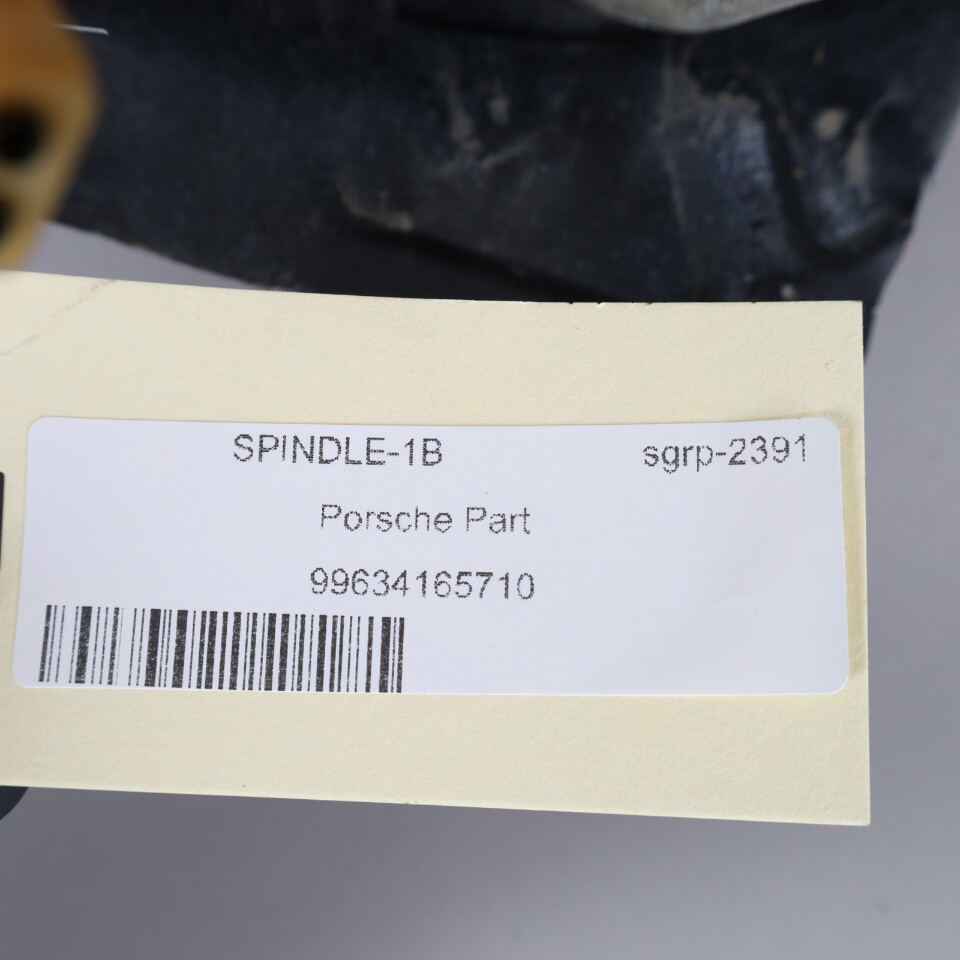 SPINDLE-1B sgrp-2391
Porsche Part
99634165710